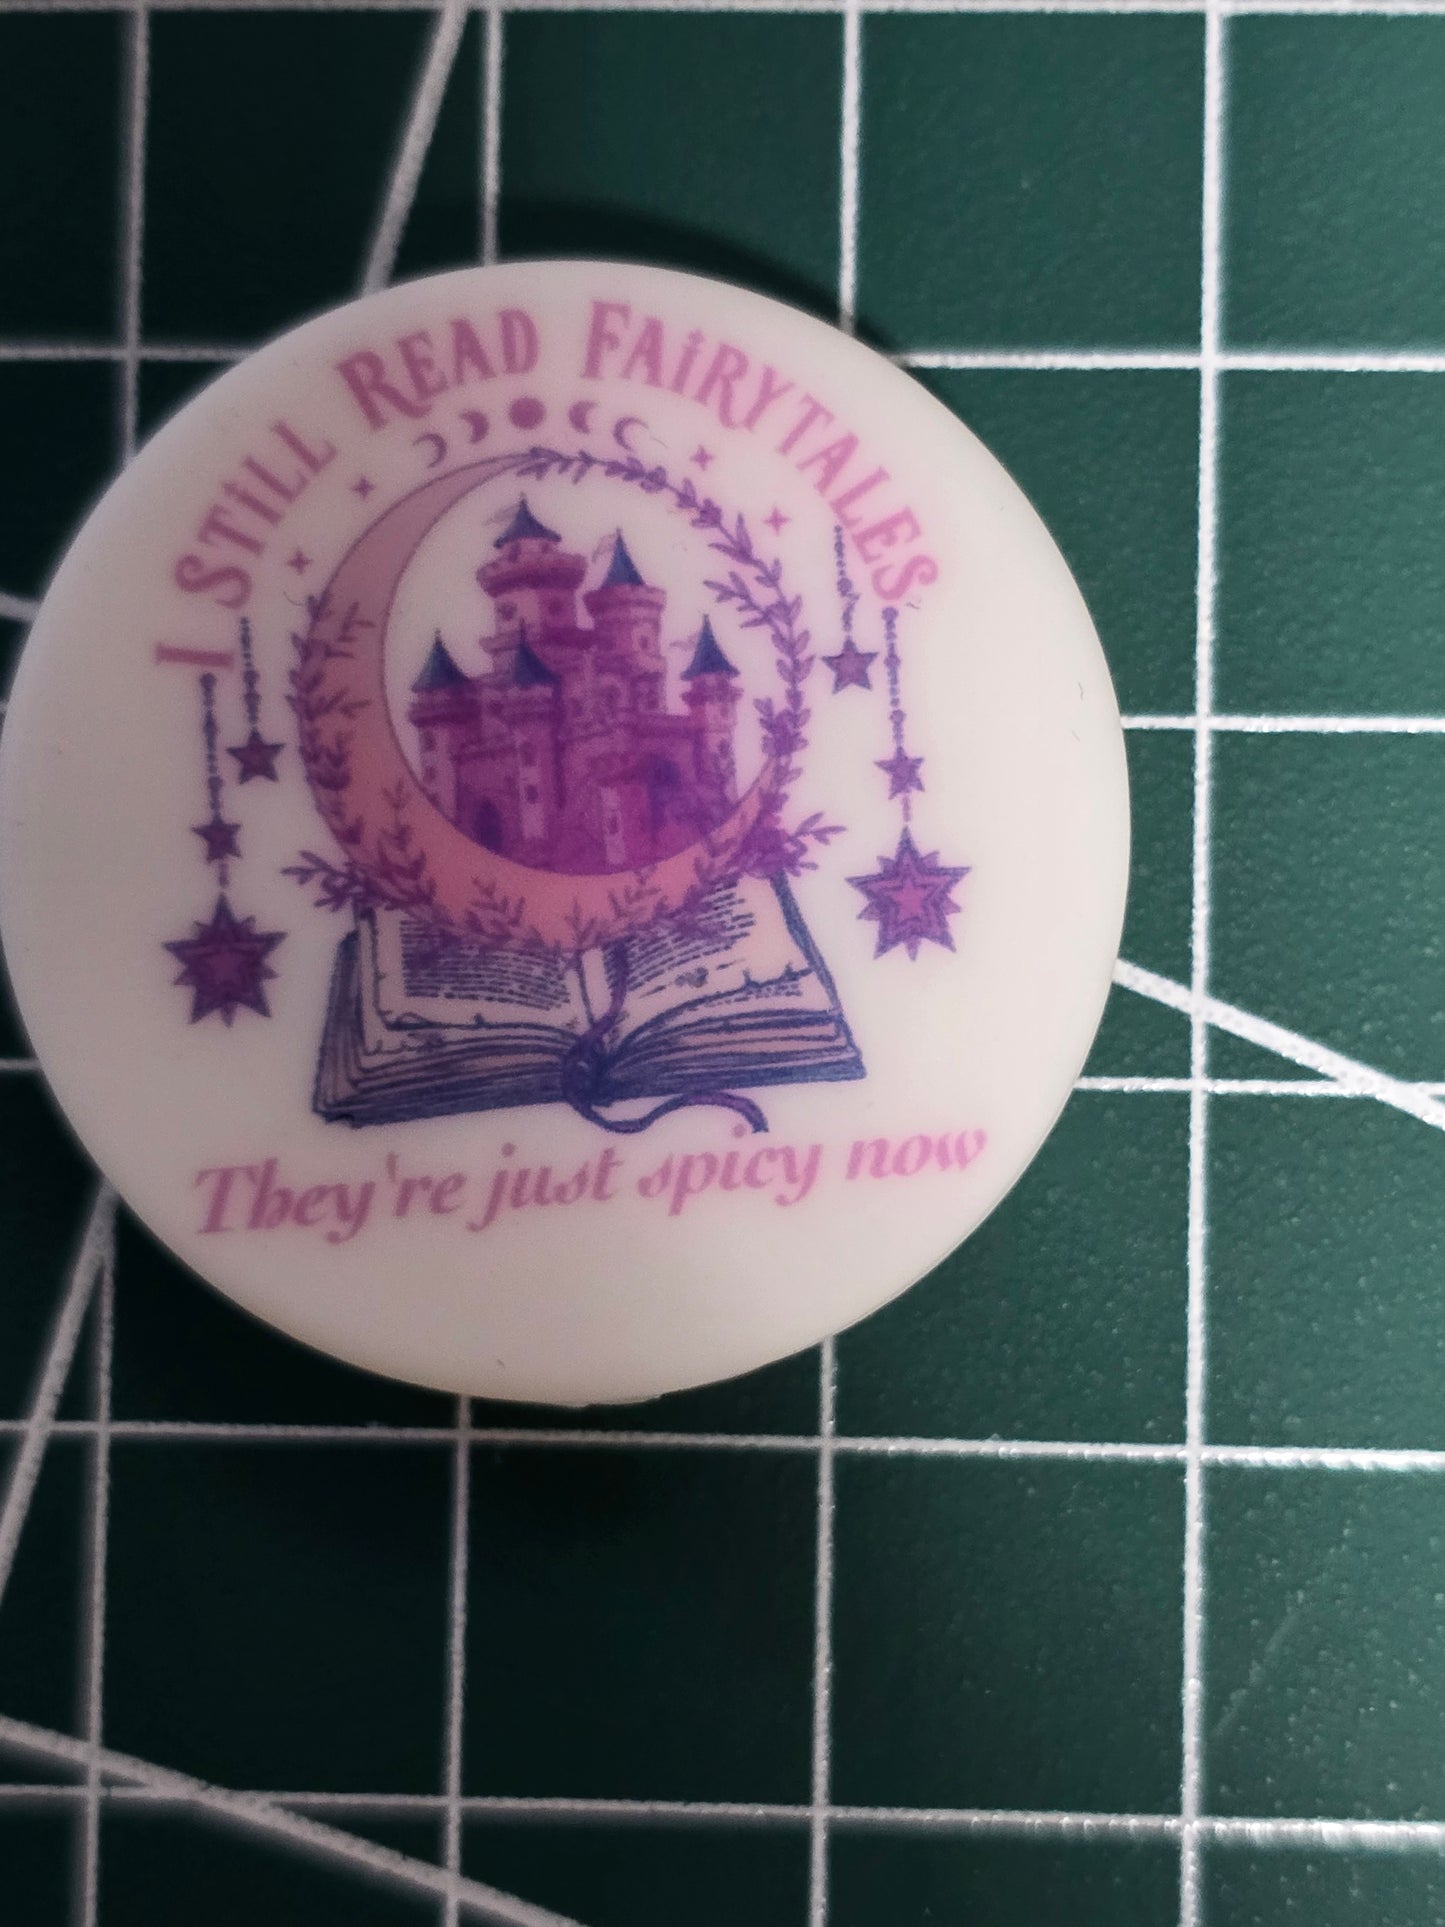 I STiLL READ FAiRYTALES
They're just spicy now